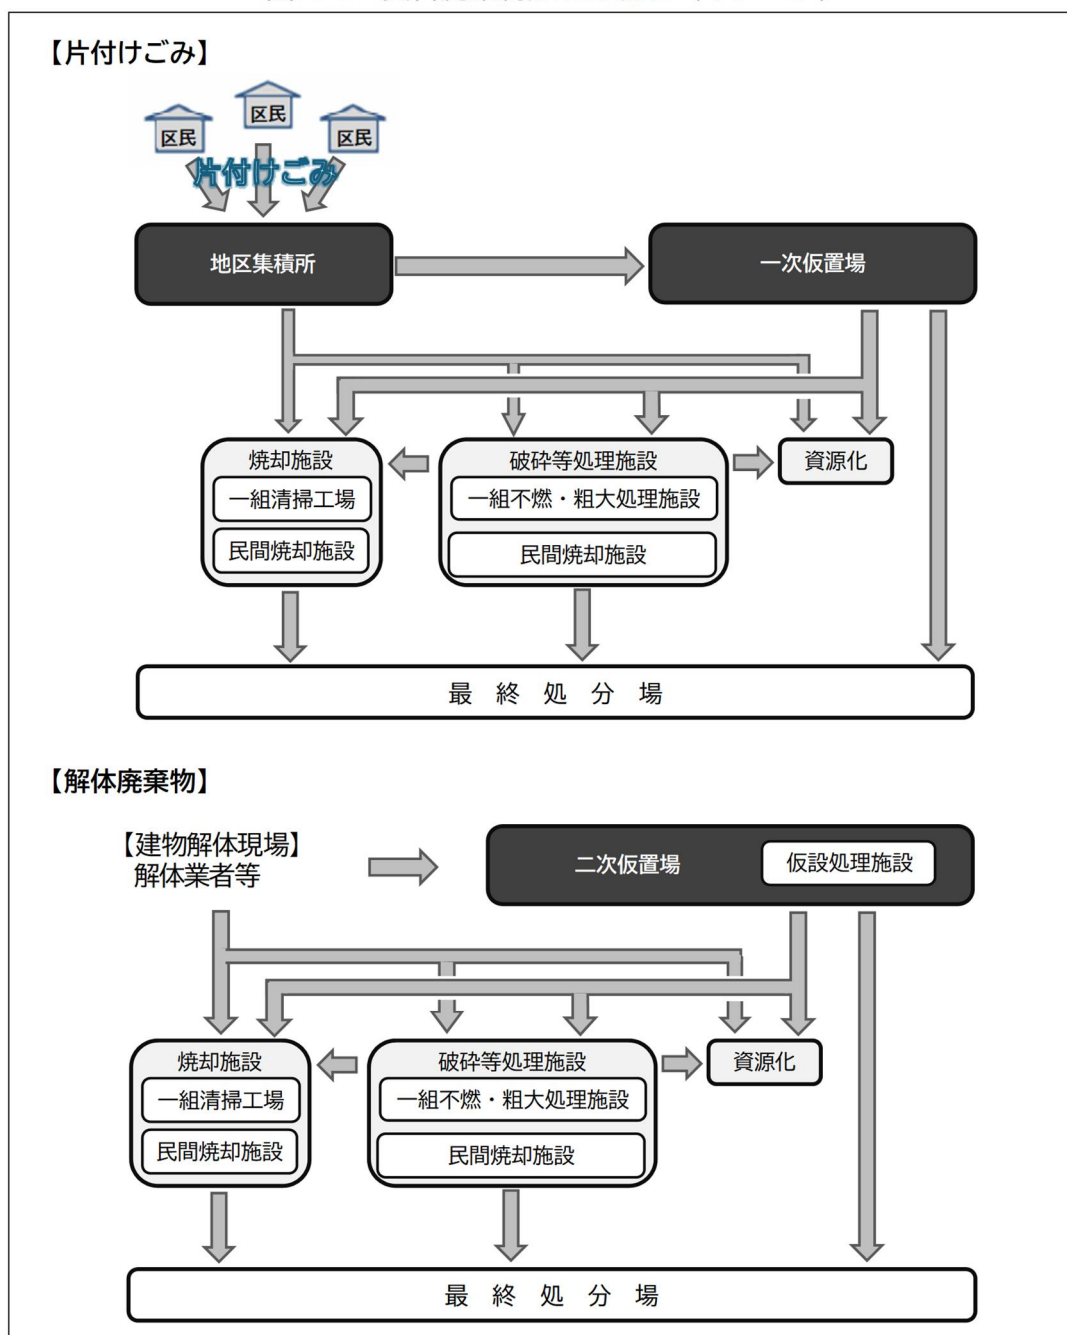 【片付けごみ】
区民
区民
区民
片付けごみ
地区集積所
一次仮置場
焼却施設
一組清掃工場
民間焼却施設
破砕等処理施設
一組不燃・粗大処理施設
民間焼却施設
資源化
最 終 処 分 場
【解体廃棄物】
【建物解体現場】
解体業者等
二次仮置場
仮設処理施設
焼却施設
一組清掃工場
民間焼却施設
破砕等処理施設
一組不燃・粗大処理施設
民間焼却施設
資源化
最 終 処 分 場